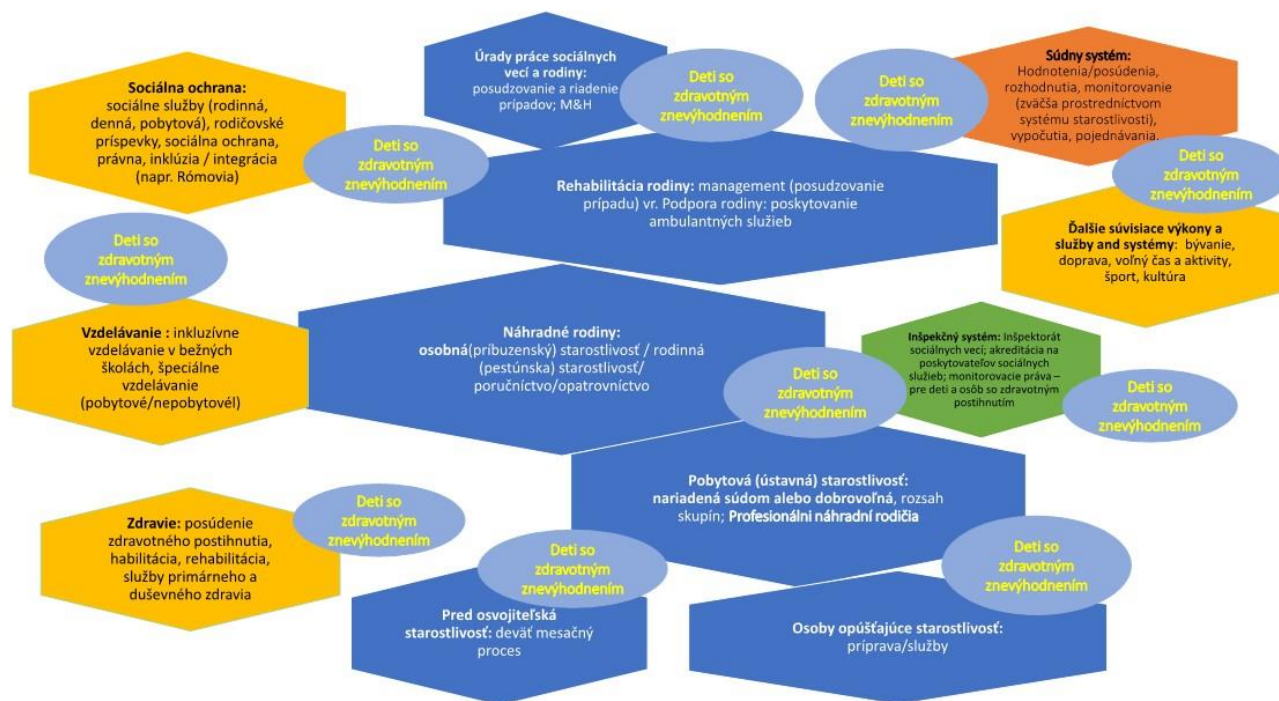 Úrady práce sociálnych
vecí a rodiny:
posudzovanie a riadenie
prípadov; M&H
Deti so
zdravotným
znevýhodnením
Deti so
zdravotným
znevýhodnením
Súdny systém:
Hodnotenia/posúdenia,
rozhodnutia, monitorovanie
(zväčša prostredníctvom
systému starostlivosti),
vypočutia, pojednávania.
Sociálna ochrana:
sociálne služby (rodinná,
denná, pobytová), rodičovské
príspevky, sociálna ochrana,
právna, inklúzia / integrácia
(napr. Rómovia)
Deti so
zdravotným
znevýhodnením
Rehabilitácia rodiny: management (posudzovanie
prípadu) vr. Podpora rodiny: poskytovanie
ambulantných služieb
Deti so
zdravotným
znevýhodnením
Ďalšie súvisiace výkony a
služby and systémy: bývanie,
doprava, voľný čas a aktivity,
šport, kultúra
Deti so
zdravotným
znevýhodnením
Vzdelávanie : inkluzívne
vzdelávanie v bežných
školách, špeciálne
vzdelávanie
(pobytové/nepobytovél)
Náhradné rodiny:
osobná(príbuzenský) starostlivosť / rodinná
(pestúnska) starostlivosť/
poručníctvo/opatrovníctvo
Deti so
zdravotným
znevýhodnením
Inšpekčný systém: Inšpektorát
sociálnych vecí; akreditácia na
poskytovateľov sociálnych
služieb; monitorovacie práva –
pre deti a osôb so zdravotným
postihnutím
Deti so
zdravotným
znevýhodnením
Pobytová (ústavná) starostlivosť:
nariadená súdom alebo dobrovoľná, rozsah
skupín; Profesionálni náhradní rodičia
Zdravie: posúdenie
zdravotného postihnutia,
habilitácia, rehabilitácia,
služby primárneho a
duševného zdravia
Deti so
zdravotným
znevýhodnením
Deti so
zdravotným
znevýhodnením
Deti so
zdravotným
znevýhodnením
Pred osvojiteľská
starostlivosť: deväť mesačný
proces
Osoby opúšťajúce starostlivosť:
príprava/služby